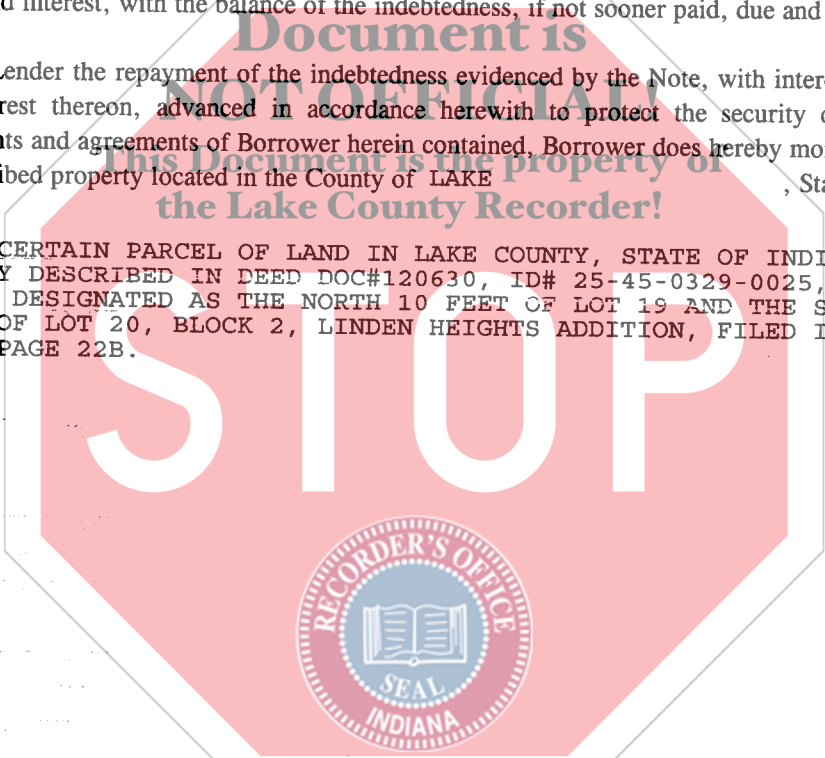 d interest, with the balance of the indebtedness, if not sooner paid, due and
Document is
ender the repayment of the indebtedness evidenced by the Note, with inter
NOT OFFICIAL!
rest thereon, advanced in accordance herewith to protect the security
nts and agreements of Borrower herein contained, Borrower does hereby mo
This Document is the property of
ibed property located in the County of LAKE , Sta
the Lake County Recorder!
CERTAIN PARCEL OF LAND IN LAKE COUNTY, STATE OF INDI
Y DESCRIBED IN DEED DOC#120630, ID# 25-45-0329-0025,
DESIGNATED AS THE NORTH 10 FEET OF LOT 19 AND THE S
OF LOT 20, BLOCK 2, LINDEN HEIGHTS ADDITION, FILED I
PAGE 22B.
STOP
RECORDER'S OFFICE
SEAL
INDIANA